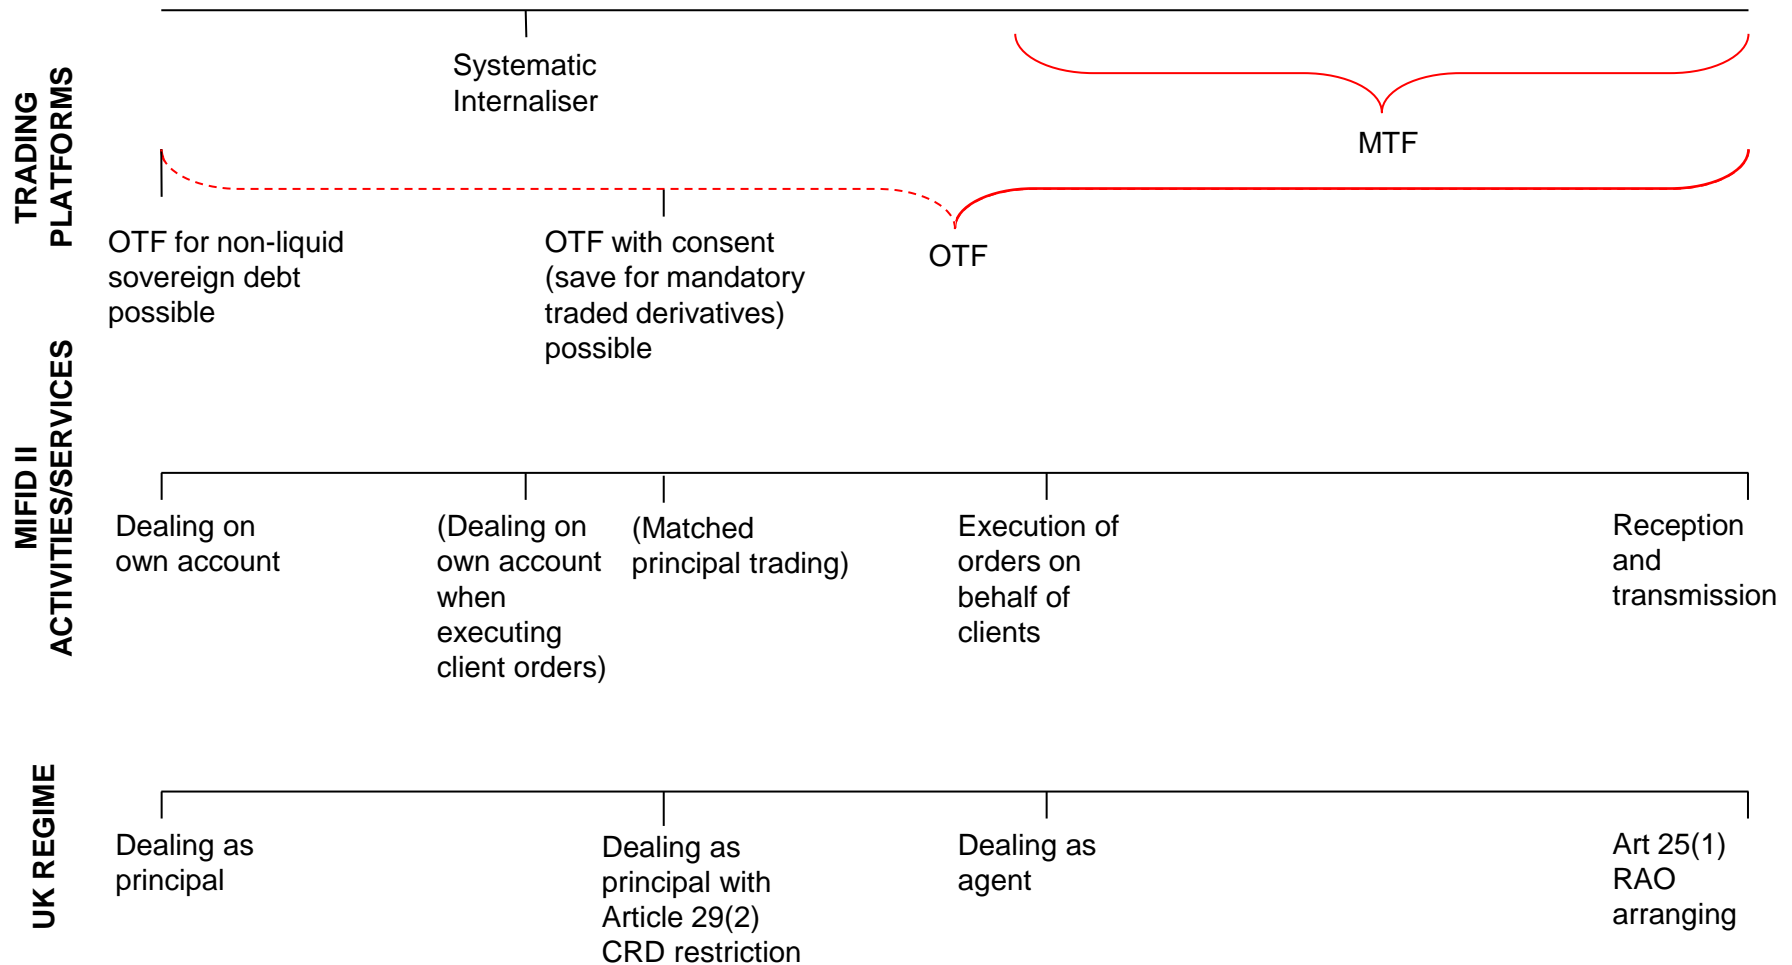 TRADING
PLATFORMS
Systematic
Internaliser
MTF
OTF for non-liquid
sovereign debt
possible
OTF with consent
(save for mandatory
traded derivatives)
possible
OTF
MIFID II
ACTIVITIES/SERVICES
Dealing on
own account
(Dealing on
own account
when
executing
client orders)
(Matched
principal trading)
Execution of
orders on
behalf of
clients
Reception
and
transmission
UK REGIME
Dealing as
principal
Dealing as
principal with
Article 29(2)
CRD restriction
Dealing as
agent
Art 25(1)
RAO
arranging